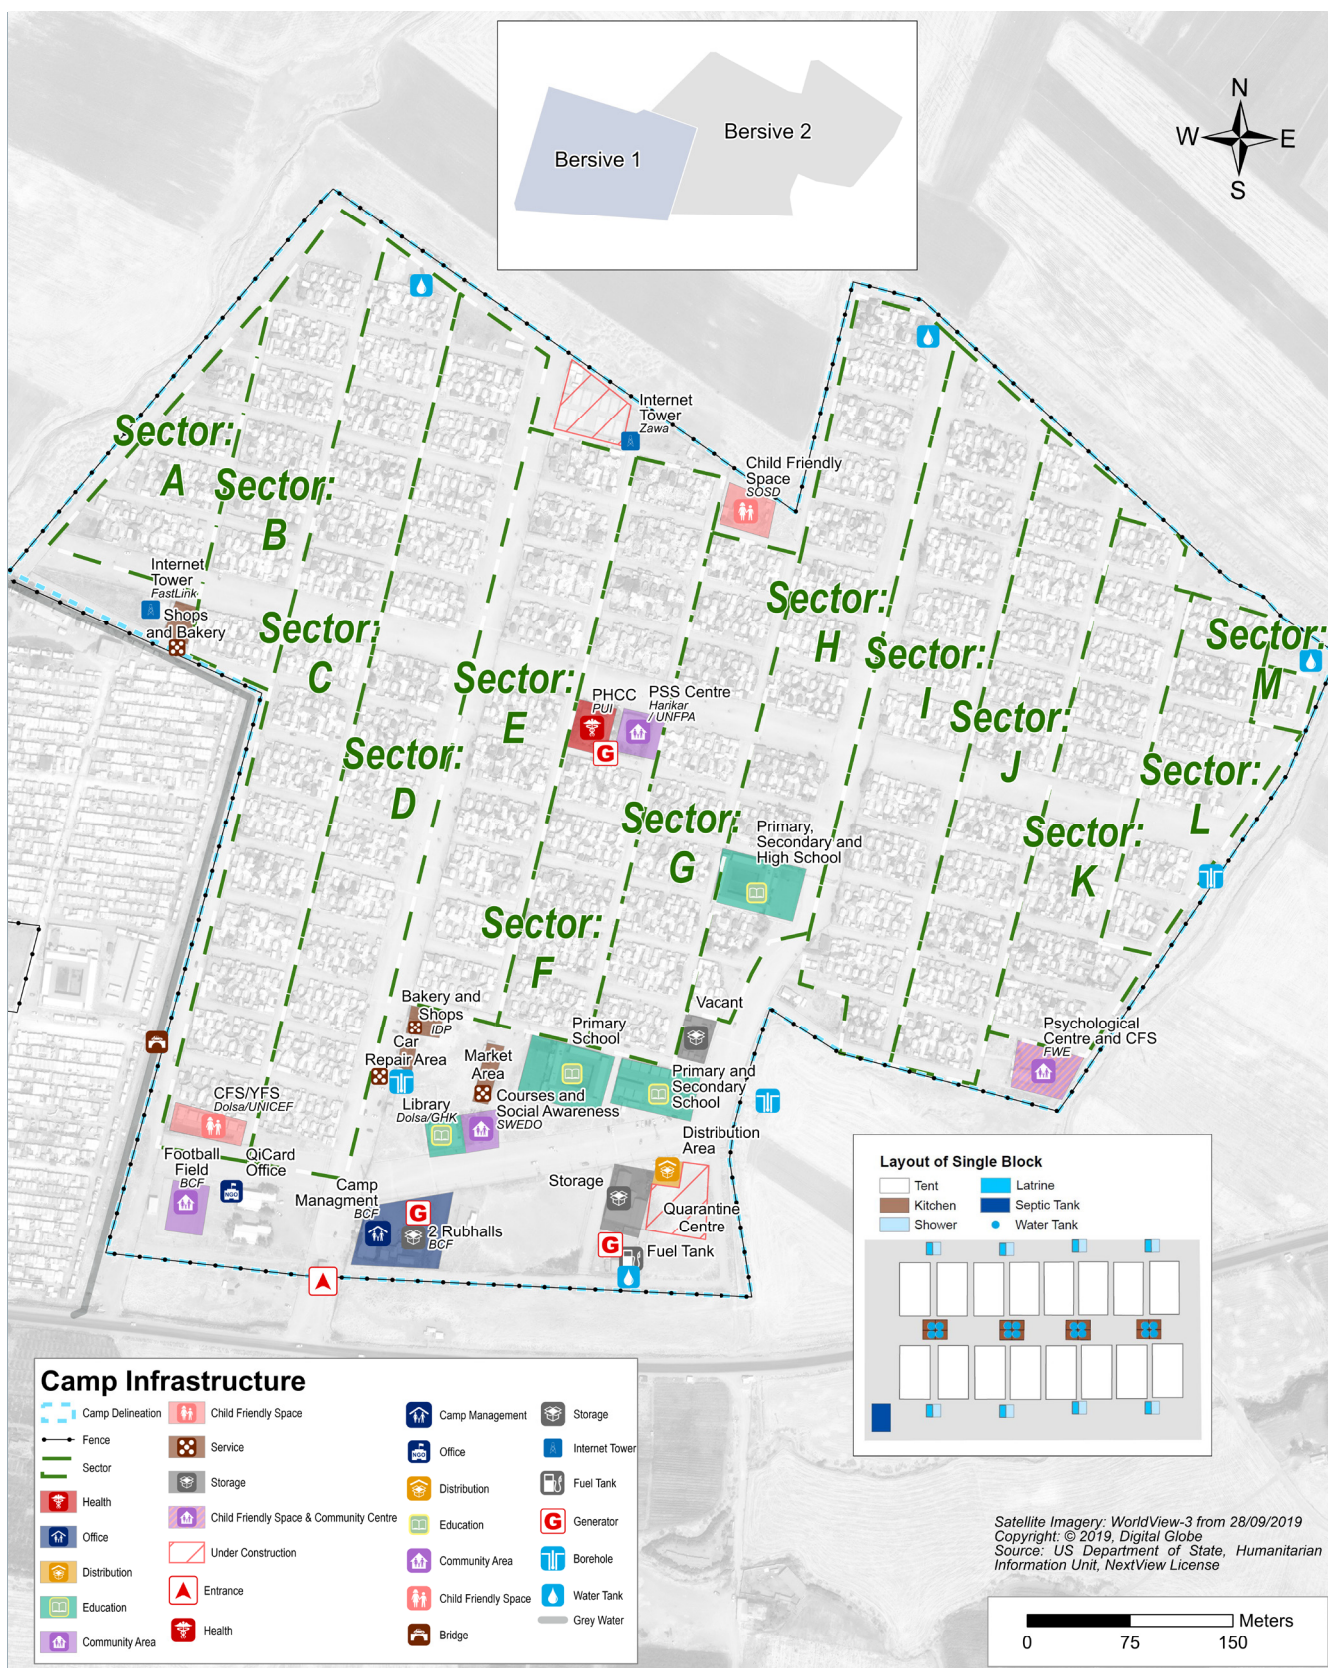 Bersive 1
Bersive 2
N
W
E
S
Internet
Tower
Zawa
Child Friendly
Space
SOSD
Sector:
A
Sector:
B
Internet
Tower
FastLink
Shops
and Bakery
Sector:
C
Sector:
H
Sector:
M
Sector:
I
Sector:
E
PHCC
PUI
PSS Centre
Harikar
/ UNFPA
G
Sector:
J
Sector:
D
Sector:
L
Sector:
G
Primary,
Secondary and
High School
Sector:
K
Sector:
F
Bakery and
Shops
IDP
Vacant
Car
Repair Area
Market
Area
Primary
School
Psychological
Centre and CFS
FWE
Primary and
Secondary
School
CFS/YFS
Dolsa/UNICEF
Library
Dolsa/GHK
Courses and
Social Awareness
SWEDO
Distribution
Area
Football
Field
BCF
QiCard
Office
NGO
Camp
Managment
BCF
G
2 Rubhalls
BCF
Storage
Quarantine
Centre
G
Fuel Tank
Layout of Single Block
Tent
Latrine
Kitchen
Septic Tank
Shower
Water Tank
Camp Infrastructure
Camp Delineation
Fence
Sector
Health
Office
Distribution
Education
Community Area
Child Friendly Space
Service
Storage
Child Friendly Space & Community Centre
Under Construction
Entrance
Health
Camp Management
NGO
Office
Distribution
Education
Community Area
Child Friendly Space
Bridge
Storage
Internet Tower
Fuel Tank
G
Generator
Borehole
Water Tank
Grey Water
Satellite Imagery: WorldView-3 from 28/09/2019
Copyright: © 2019, Digital Globe
Source: US Department of State, Humanitarian
Information Unit, NextView License
Meters
0
75
150